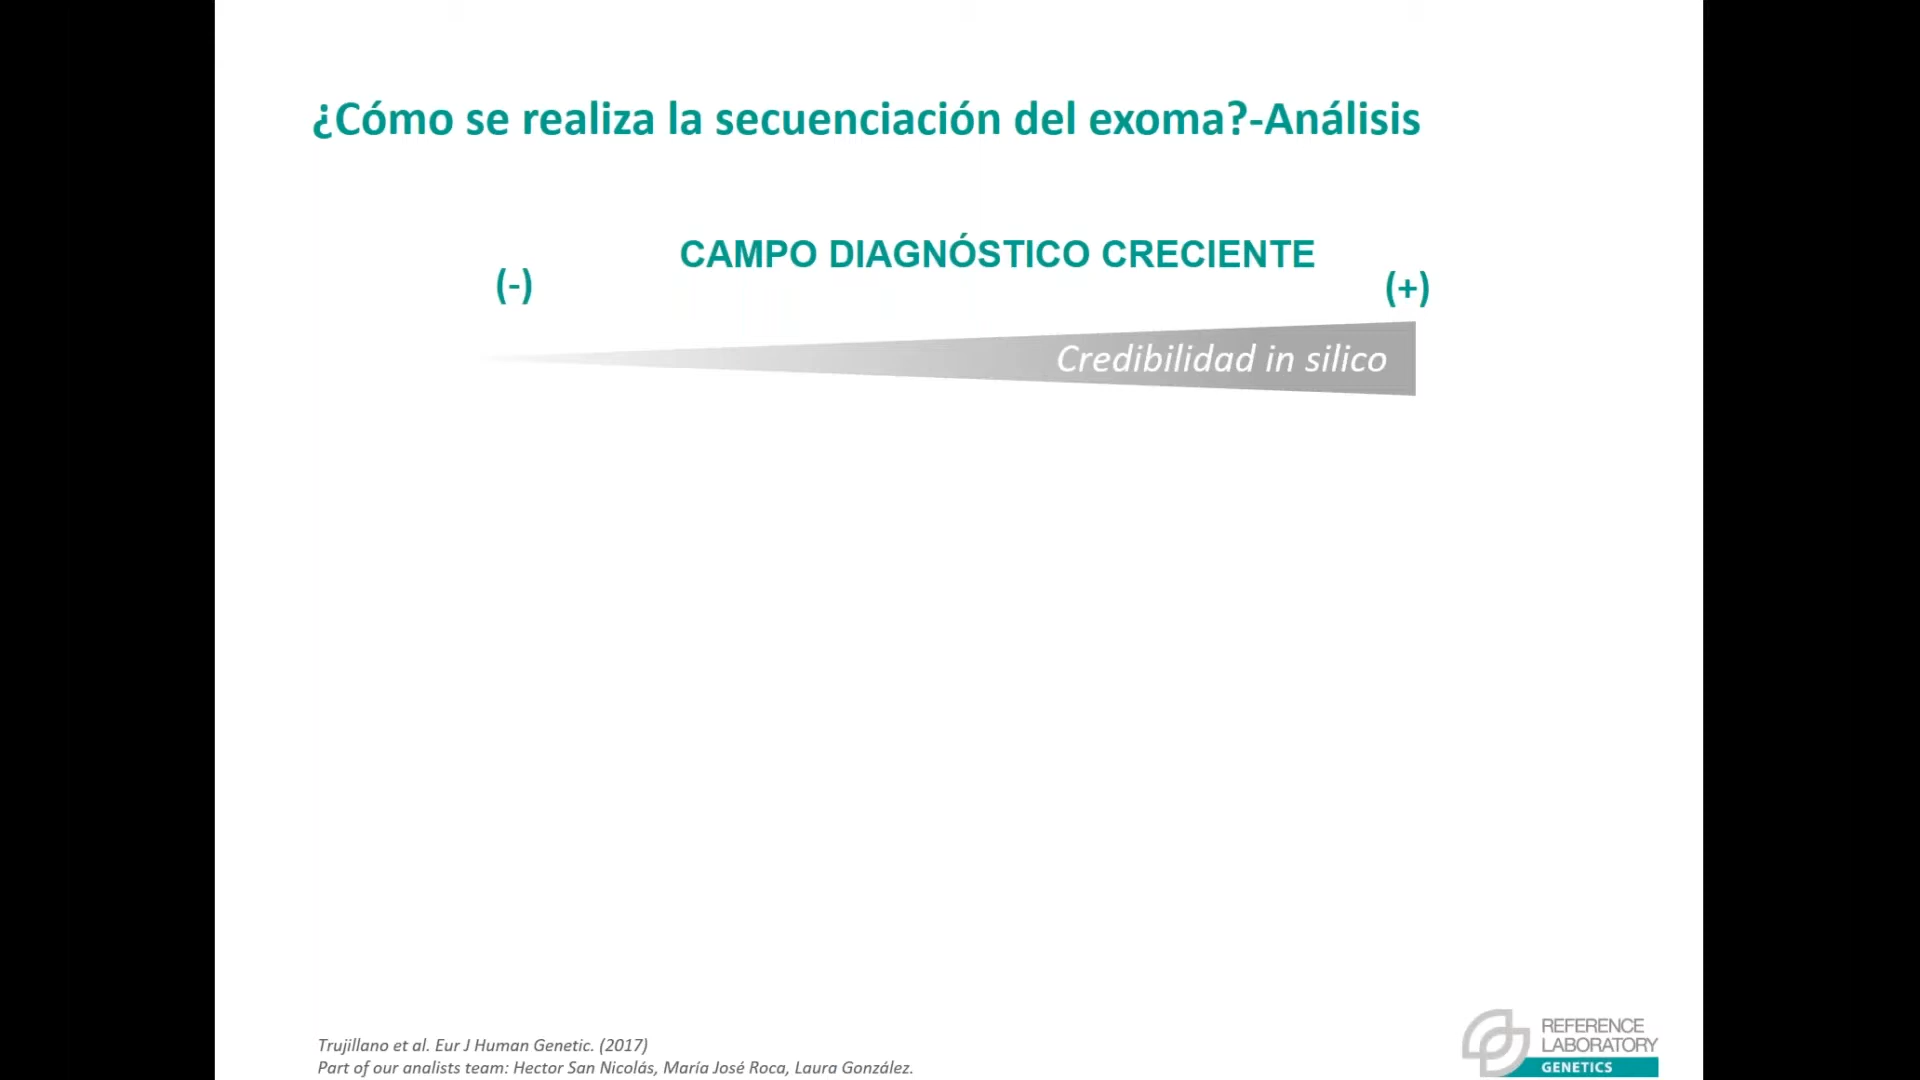 ¿Cómo se realiza la secuenciación del exoma?-Análisis
CAMPO DIAGNÓSTICO CRECIENTE
(-)
(+)
Credibilidad in silico
Trujillano et al. Eur J Human Genetic. (2017)
Part of our analists team: Hector San Nicolás, María José Roca, Laura González.
REFERENCE
LABORATORY
GENETICS